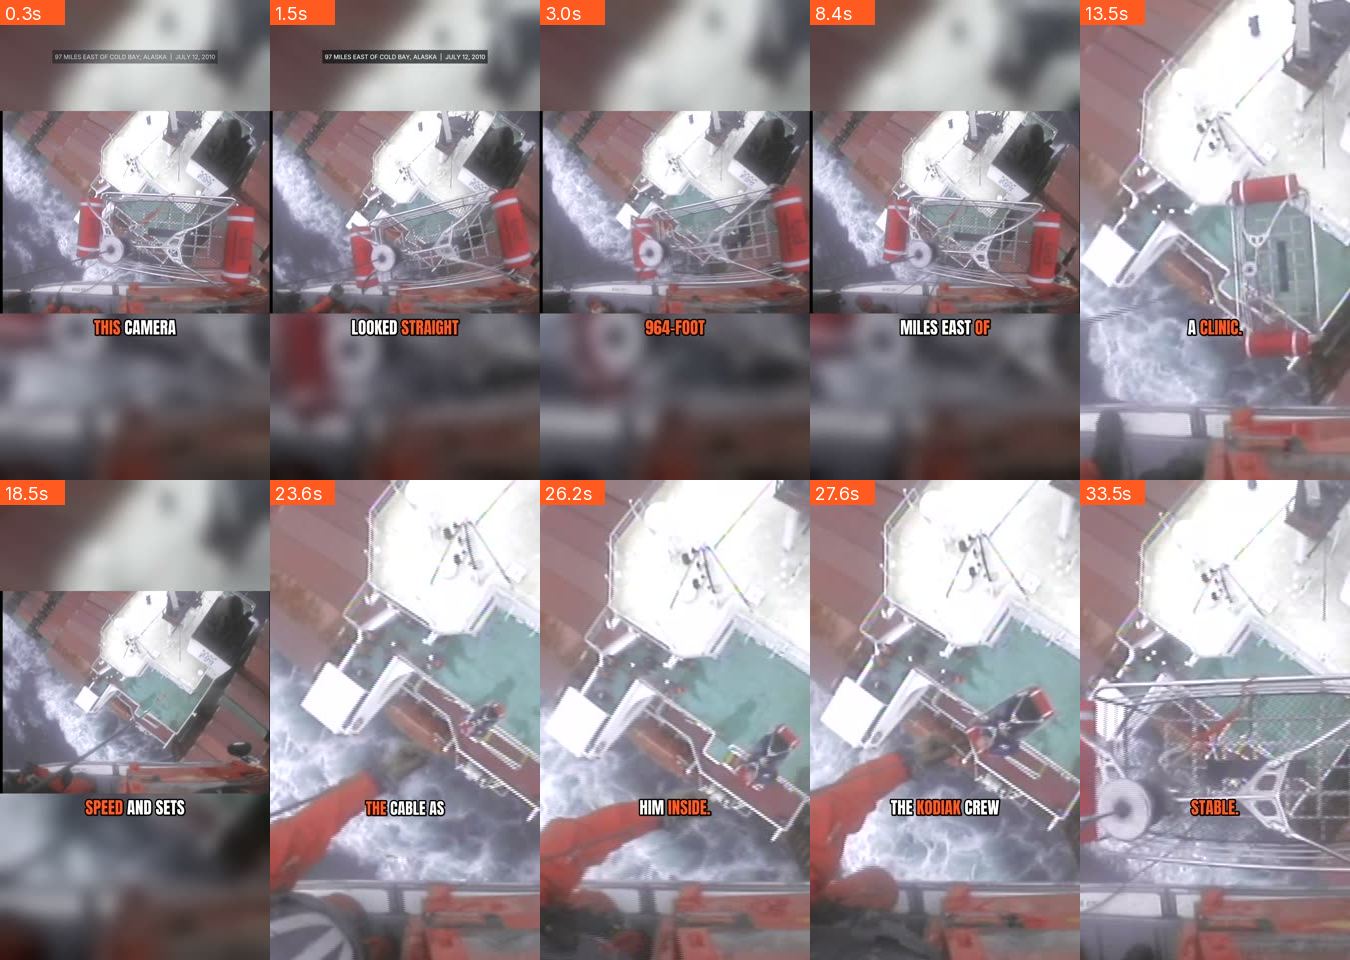 0.3s
97 MILES EAST OF COLD BAY, ALASKA | JULY 12, 2010
THIS CAMERA
1.5s
97 MILES EAST OF COLD BAY, ALASKA | JULY 12, 2010
LOOKED STRAIGHT
3.0s
964-FOOT
8.4s
MILES EAST OF
13.5s
A CLINIC.
18.5s
SPEED AND SETS
23.6s
THE CABLE AS
26.2s
HIM INSIDE.
27.6s
THE KODIAK CREW
33.5s
STABLE.